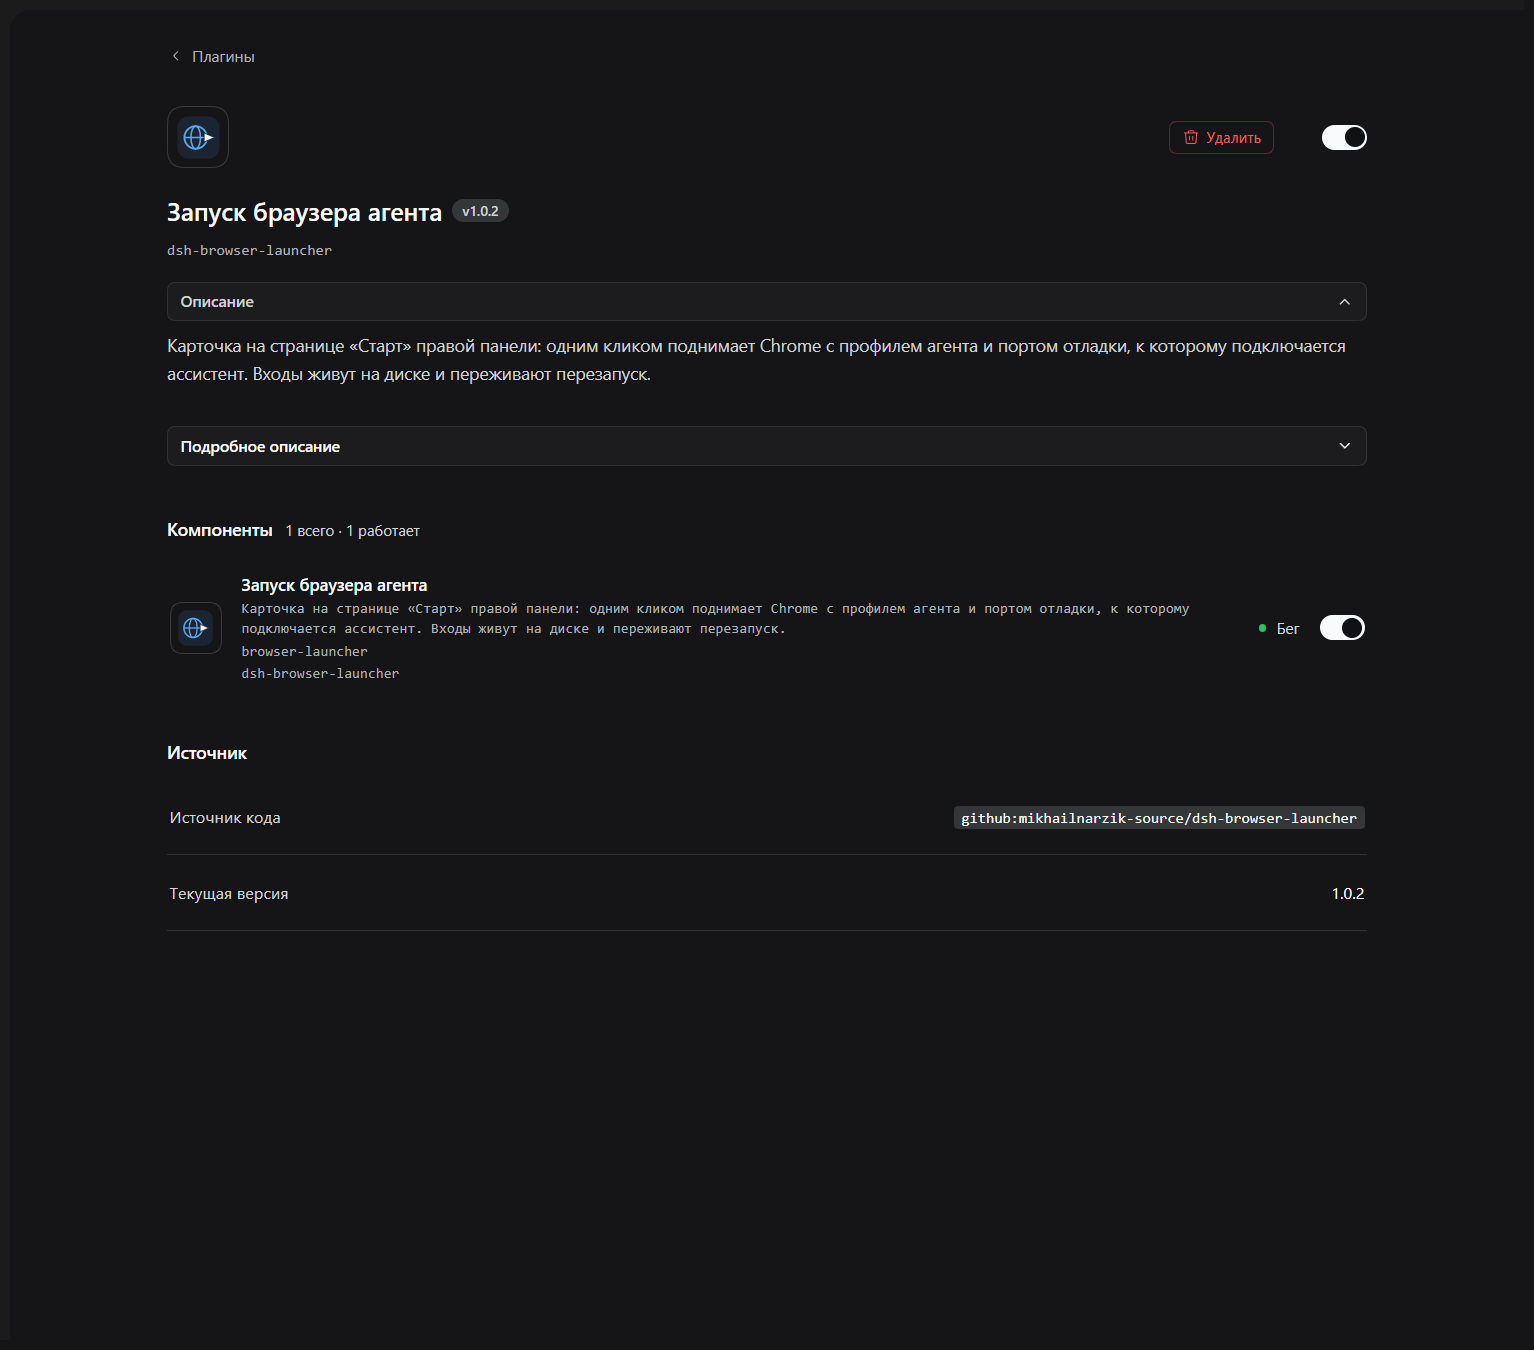 Плагины
Удалить
Запуск браузера агента v1.0.2
dsh-browser-launcher
Описание
Карточка на странице «Старт» правой панели: одним кликом поднимает Chrome с профилем агента и портом отладки, к которому подключается
ассистент. Входы живут на диске и переживают перезапуск.
Подробное описание
Компоненты 1 всего · 1 работает
Запуск браузера агента
Карточка на странице «Старт» правой панели: одним кликом поднимает Chrome с профилем агента и портом отладки, к которому
подключается ассистент. Входы живут на диске и переживают перезапуск.
browser-launcher
dsh-browser-launcher
Бег
Источник
Источник кода github:mikhailnarzik-source/dsh-browser-launcher
Текущая версия 1.0.2